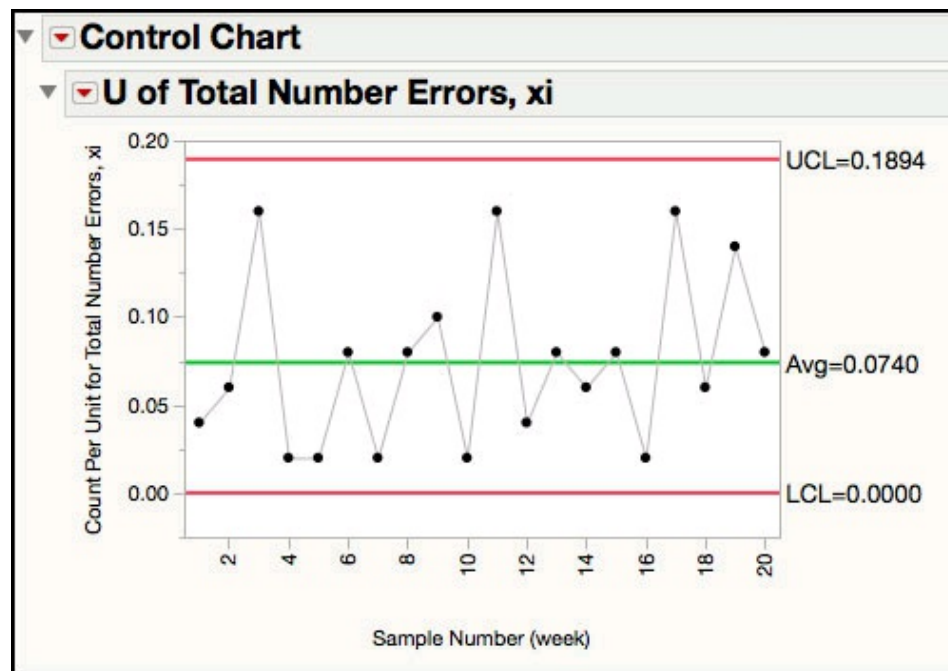 Control Chart
U of Total Number Errors, xi
Count Per Unit for Total Number Errors, xi
0.20
0.15
0.10
0.05
0.00
UCL=0.1894
Avg=0.0740
LCL=0.0000
2 4 6 8 10 12 14 16 18 20
Sample Number (week)